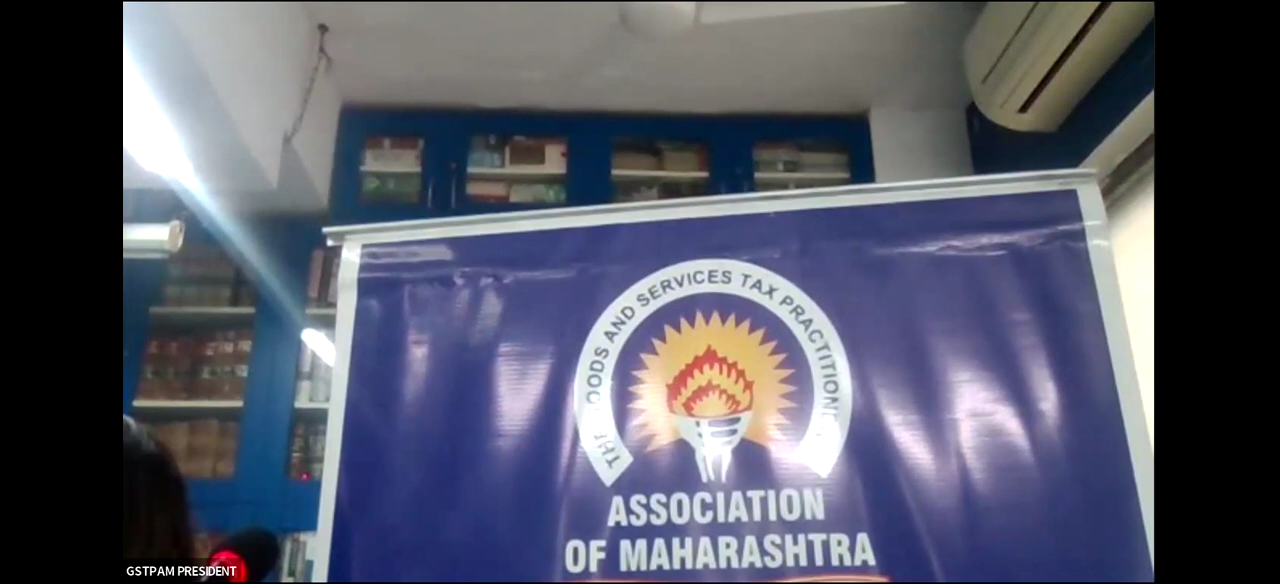 THE GOODS AND SERVICES TAX PRACTITIONERS
ASSOCIATION
OF MAHARASHTRA
GSTPAM PRESIDENT